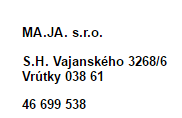 MA.JA. s.r.o.
S.H. Vajanského 3268/6
Vrútky 038 61
46 699 538